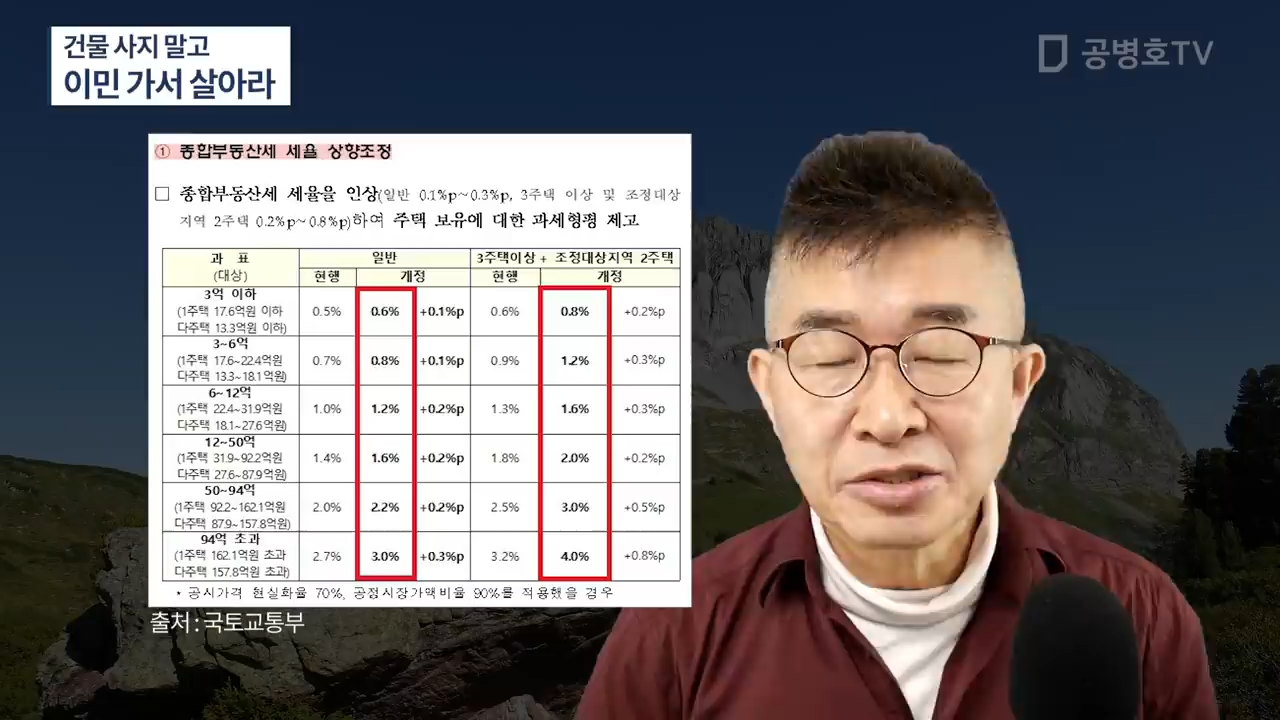 건물 사지 말고
이민 가서 살아라
공병호TV
① 종합부동산세 세율 상향조정
□ 종합부동산세 세율을 인상(일반 0.1%p~0.3%p, 3주택 이상 및 조정대상
지역 2주택 0.2%p~0.8%p)하여 주택 보유에 대한 과세형평 제고
과 표 일반 3주택이상 + 조정대상지역 2주택
(대상) 현행 개정 현행 개정
3억 이하
(1주택 17.6억원 이하 0.5% 0.6% +0.1%p 0.6% 0.8% +0.2%p
다주택 13.3억원 이하)
3~6억
(1주택 17.6~22.4억원 0.7% 0.8% +0.1%p 0.9% 1.2% +0.3%p
다주택 13.3~18.1억원)
6~12억
(1주택 22.4~31.9억원 1.0% 1.2% +0.2%p 1.3% 1.6% +0.3%p
다주택 18.1~27.6억원)
12~50억
(1주택 31.9~92.2억원 1.4% 1.6% +0.2%p 1.8% 2.0% +0.2%p
다주택 27.6~87.9억원)
50~94억
(1주택 92.2~162.1억원 2.0% 2.2% +0.2%p 2.5% 3.0% +0.5%p
다주택 87.9~157.8억원)
94억 초과
(1주택 162.1억원 초과 2.7% 3.0% +0.3%p 3.2% 4.0% +0.8%p
다주택 157.8억원 초과)
* 공시가격 현실화율 70%, 공정시장가액비율 90%를 적용했을 경우
출처 : 국토교통부